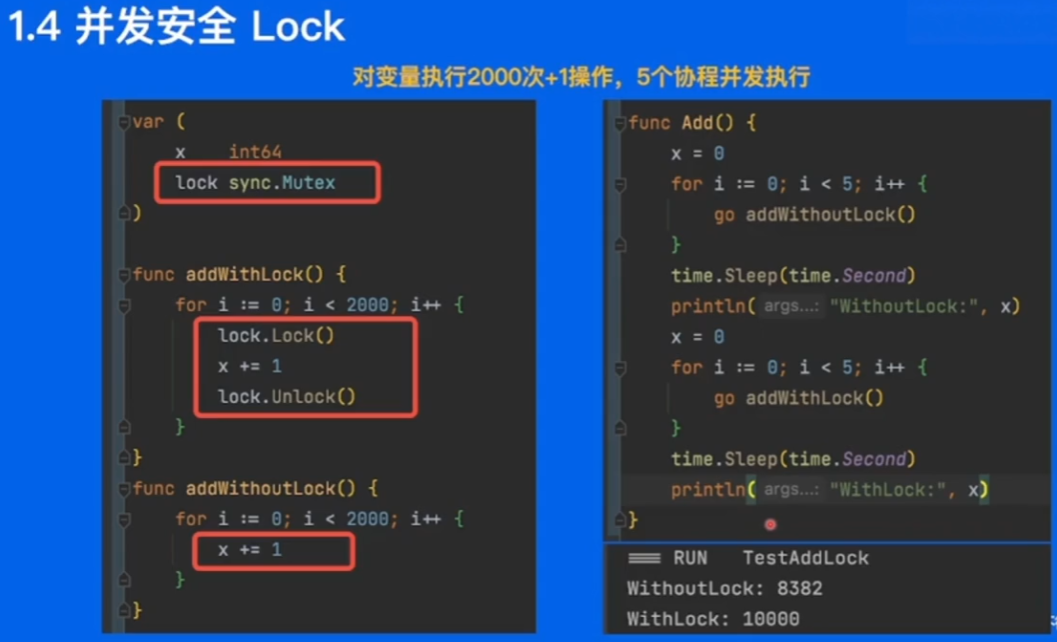 1.4 并发安全 Lock
对变量执行2000次+1操作，5个协程并发执行
var (
x    int64
lock sync.Mutex
)
func addWithLock() {
for i := 0; i < 2000; i++ {
lock.Lock()
x += 1
lock.Unlock()
}
}
func addWithoutLock() {
for i := 0; i < 2000; i++ {
x += 1
}
}
func Add() {
x = 0
for i := 0; i < 5; i++ {
go addWithoutLock()
}
time.Sleep(time.Second)
println( args...: "WithoutLock:", x)
x = 0
for i := 0; i < 5; i++ {
go addWithLock()
}
time.Sleep(time.Second)
println( args...: "WithLock:", x)
}
=== RUN   TestAddLock
WithoutLock: 8382
WithLock: 10000